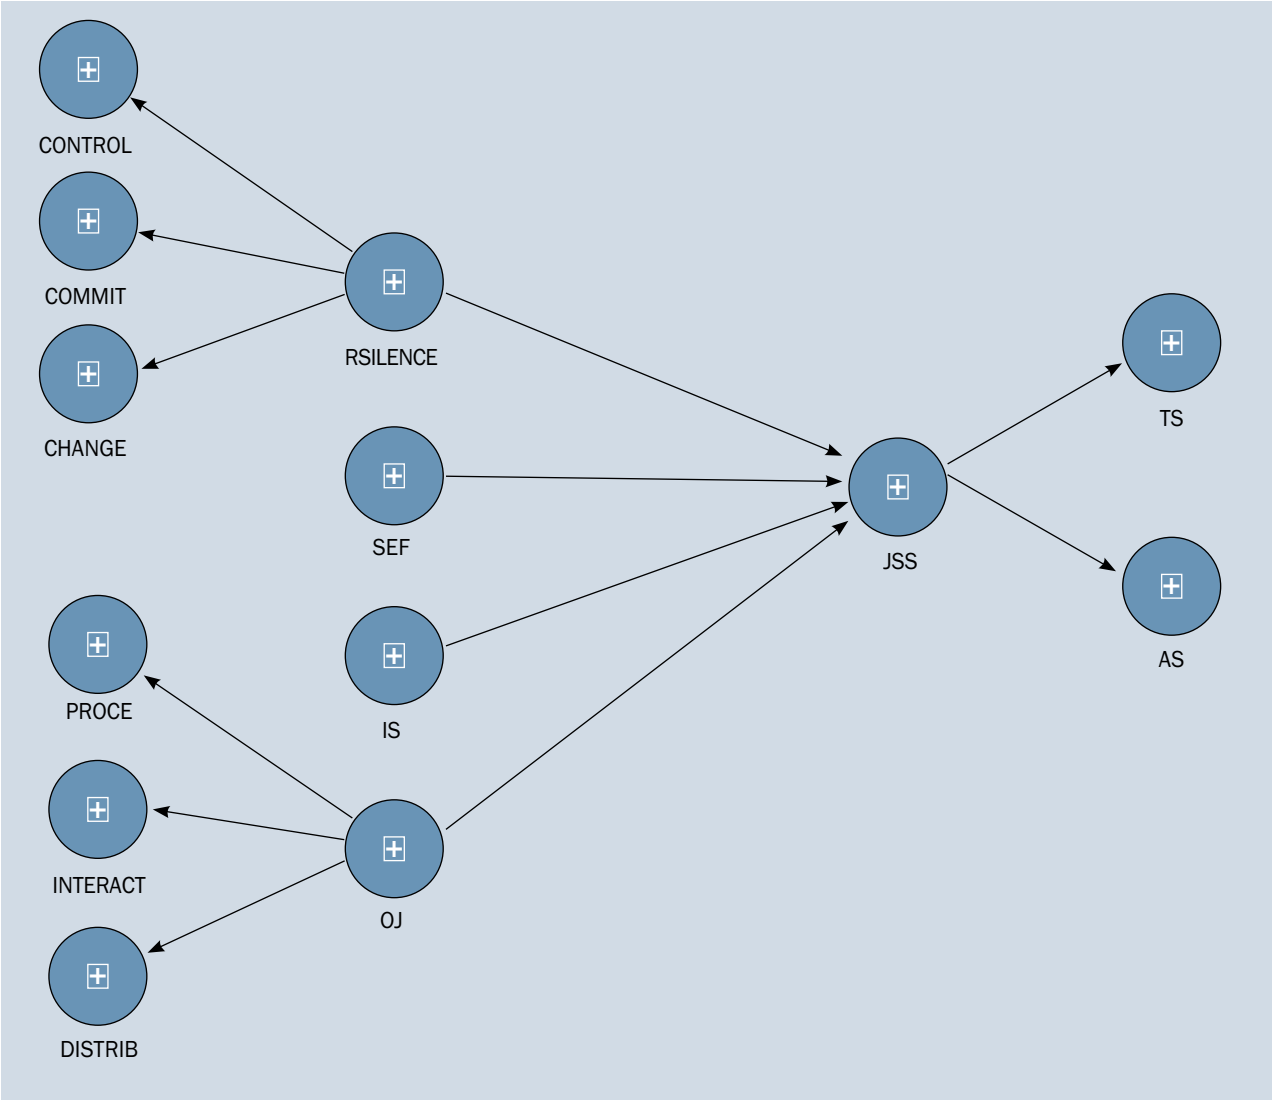 CONTROL
COMMIT
CHANGE
RSILENCE
SEF
IS
OJ
PROCE
INTERACT
DISTRIB
JSS
TS
AS